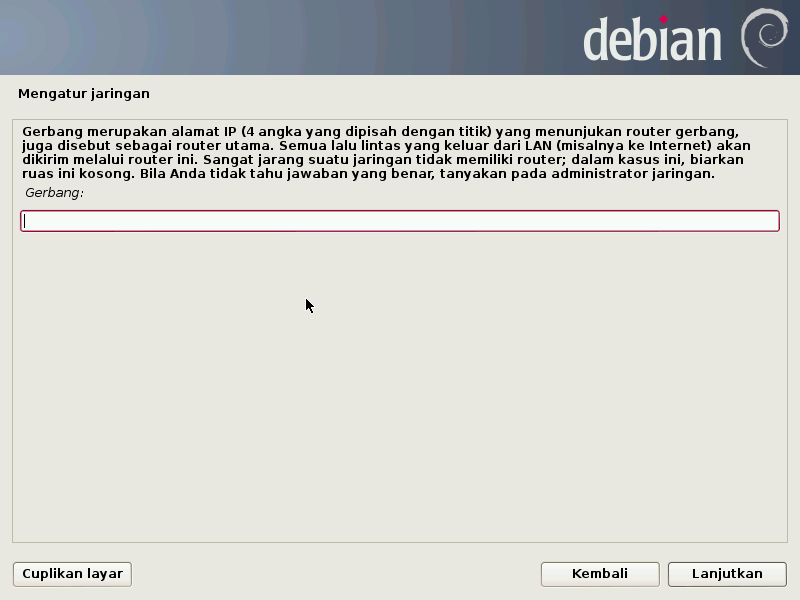 debian
Mengatur jaringan
Gerbang merupakan alamat IP (4 angka yang dipisah dengan titik) yang menunjukan router gerbang,
juga disebut sebagai router utama. Semua lalu lintas yang keluar dari LAN (misalnya ke Internet) akan
dikirim melalui router ini. Sangat jarang suatu jaringan tidak memiliki router; dalam kasus ini, biarkan
ruas ini kosong. Bila Anda tidak tahu jawaban yang benar, tanyakan pada administrator jaringan.
Gerbang:
Cuplikan layar
Kembali
Lanjutkan